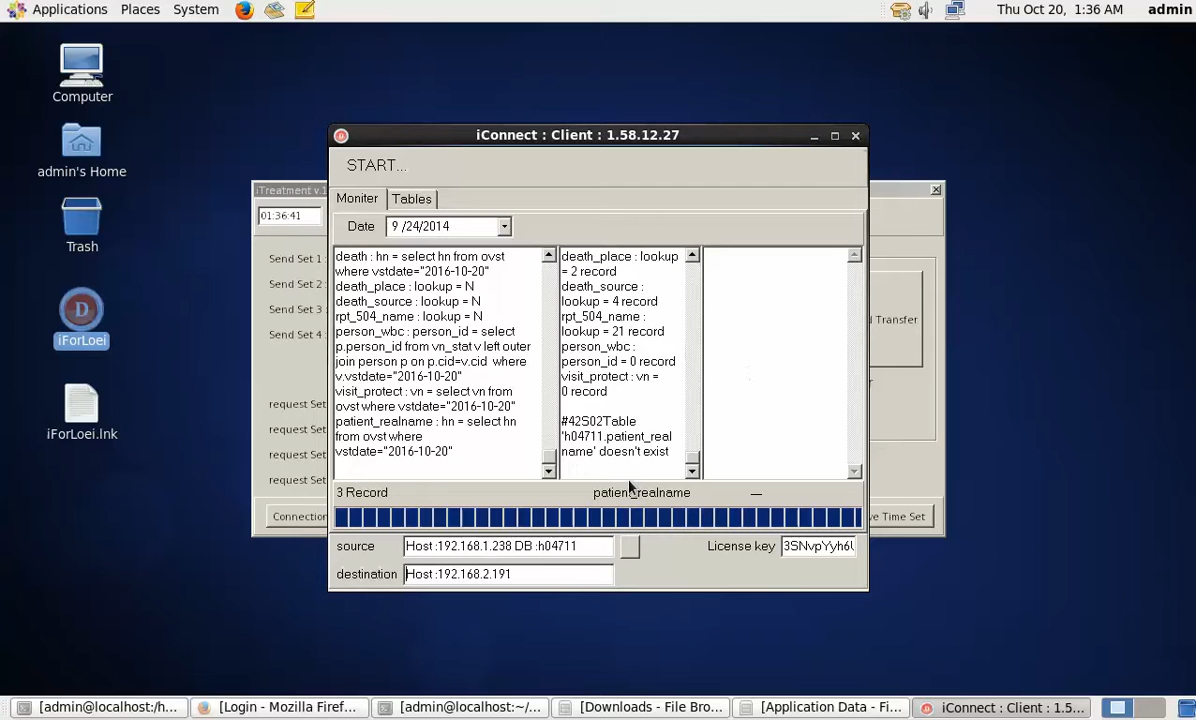 Applications Places System
Thu Oct 20, 1:36 AM admin
Computer
admin's Home
Trash
iForLoei
iForLoei.lnk
iTreatment v.1
01:36:41
Send Set 1 :
Send Set 2 :
Send Set 3 :
Send Set 4 :
request Set
request Set
request Set
request Set
Connection
d Transfer
ve Time Set
iConnect : Client : 1.58.12.27
START...
Moniter Tables
Date 9 /24/2014
death : hn = select hn from ovst
where vstdate="2016-10-20"
death_place : lookup = N
death_source : lookup = N
rpt_504_name : lookup = N
person_wbc : person_id = select
p.person_id from vn_stat v left outer
join person p on p.cid=v.cid where
v.vstdate="2016-10-20"
visit_protect : vn = select vn from
ovst where vstdate="2016-10-20"
patient_realname : hn = select hn
from ovst where
vstdate="2016-10-20"
death_place : lookup
= 2 record
death_source :
lookup = 4 record
rpt_504_name :
lookup = 21 record
person_wbc :
person_id = 0 record
visit_protect : vn =
0 record
#42S02Table
'h04711.patient_real
name' doesn't exist
3 Record patient_realname —
source Host :192.168.1.238 DB :h04711 License key
destination Host :192.168.2.191
[admin@localhost:/h... [Login - Mozilla Firef... [admin@localhost:~/... [Downloads - File Bro... [Application Data - Fi... iConnect : Client : 1.5...